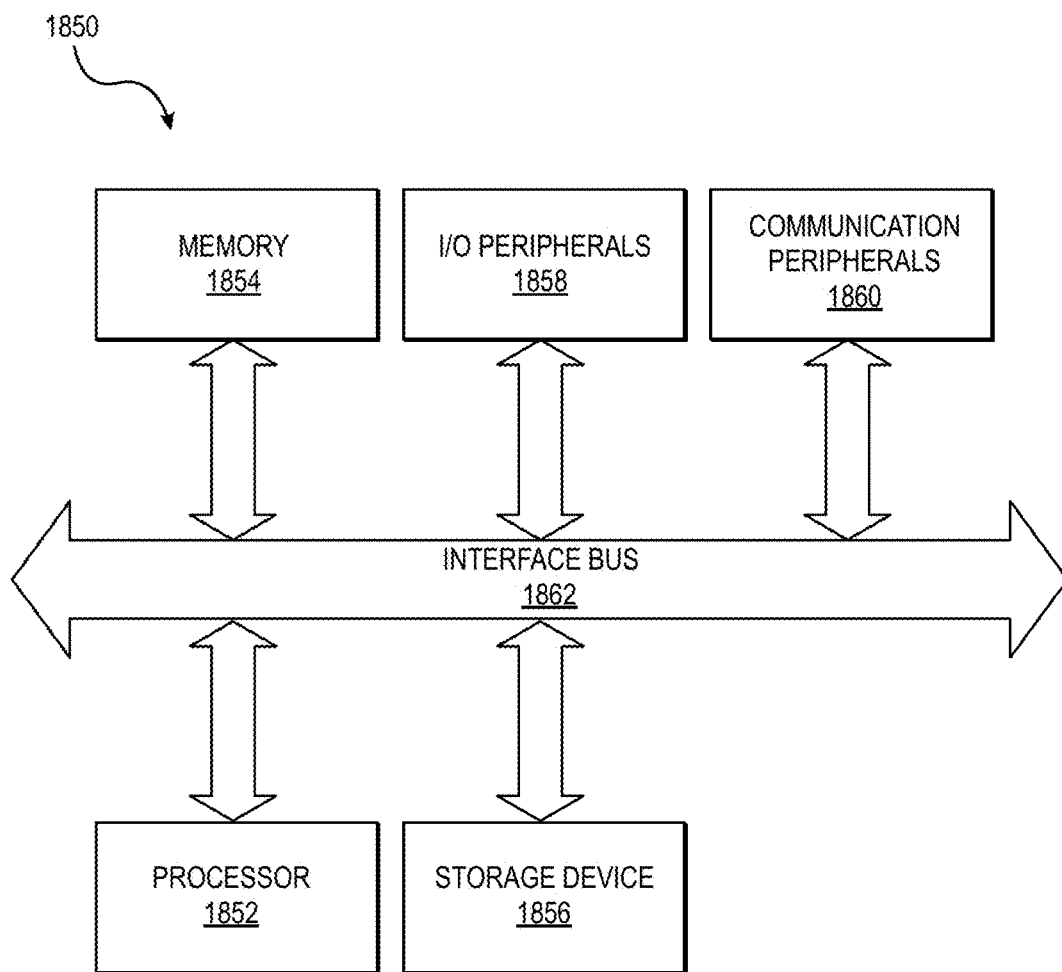 1850
MEMORY
1854
I/O PERIPHERALS
1858
COMMUNICATION
PERIPHERALS
1860
INTERFACE BUS
1862
PROCESSOR
1852
STORAGE DEVICE
1856